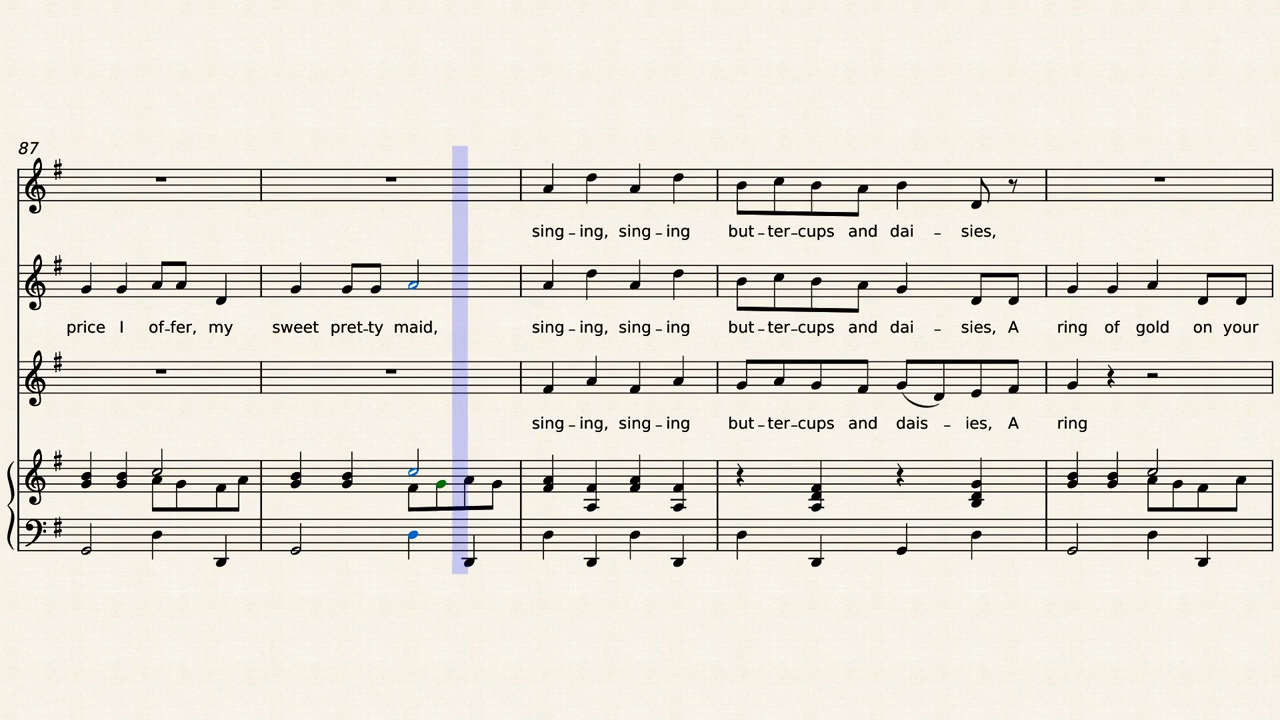 87
sing – ing, sing – ing but – ter – cups and dai – sies,
price I of – fer, my sweet pret – ty maid, sing – ing, sing – ing but – ter – cups and dai – sies, A ring of gold on your
sing – ing, sing – ing but – ter – cups and dais – ies, A ring